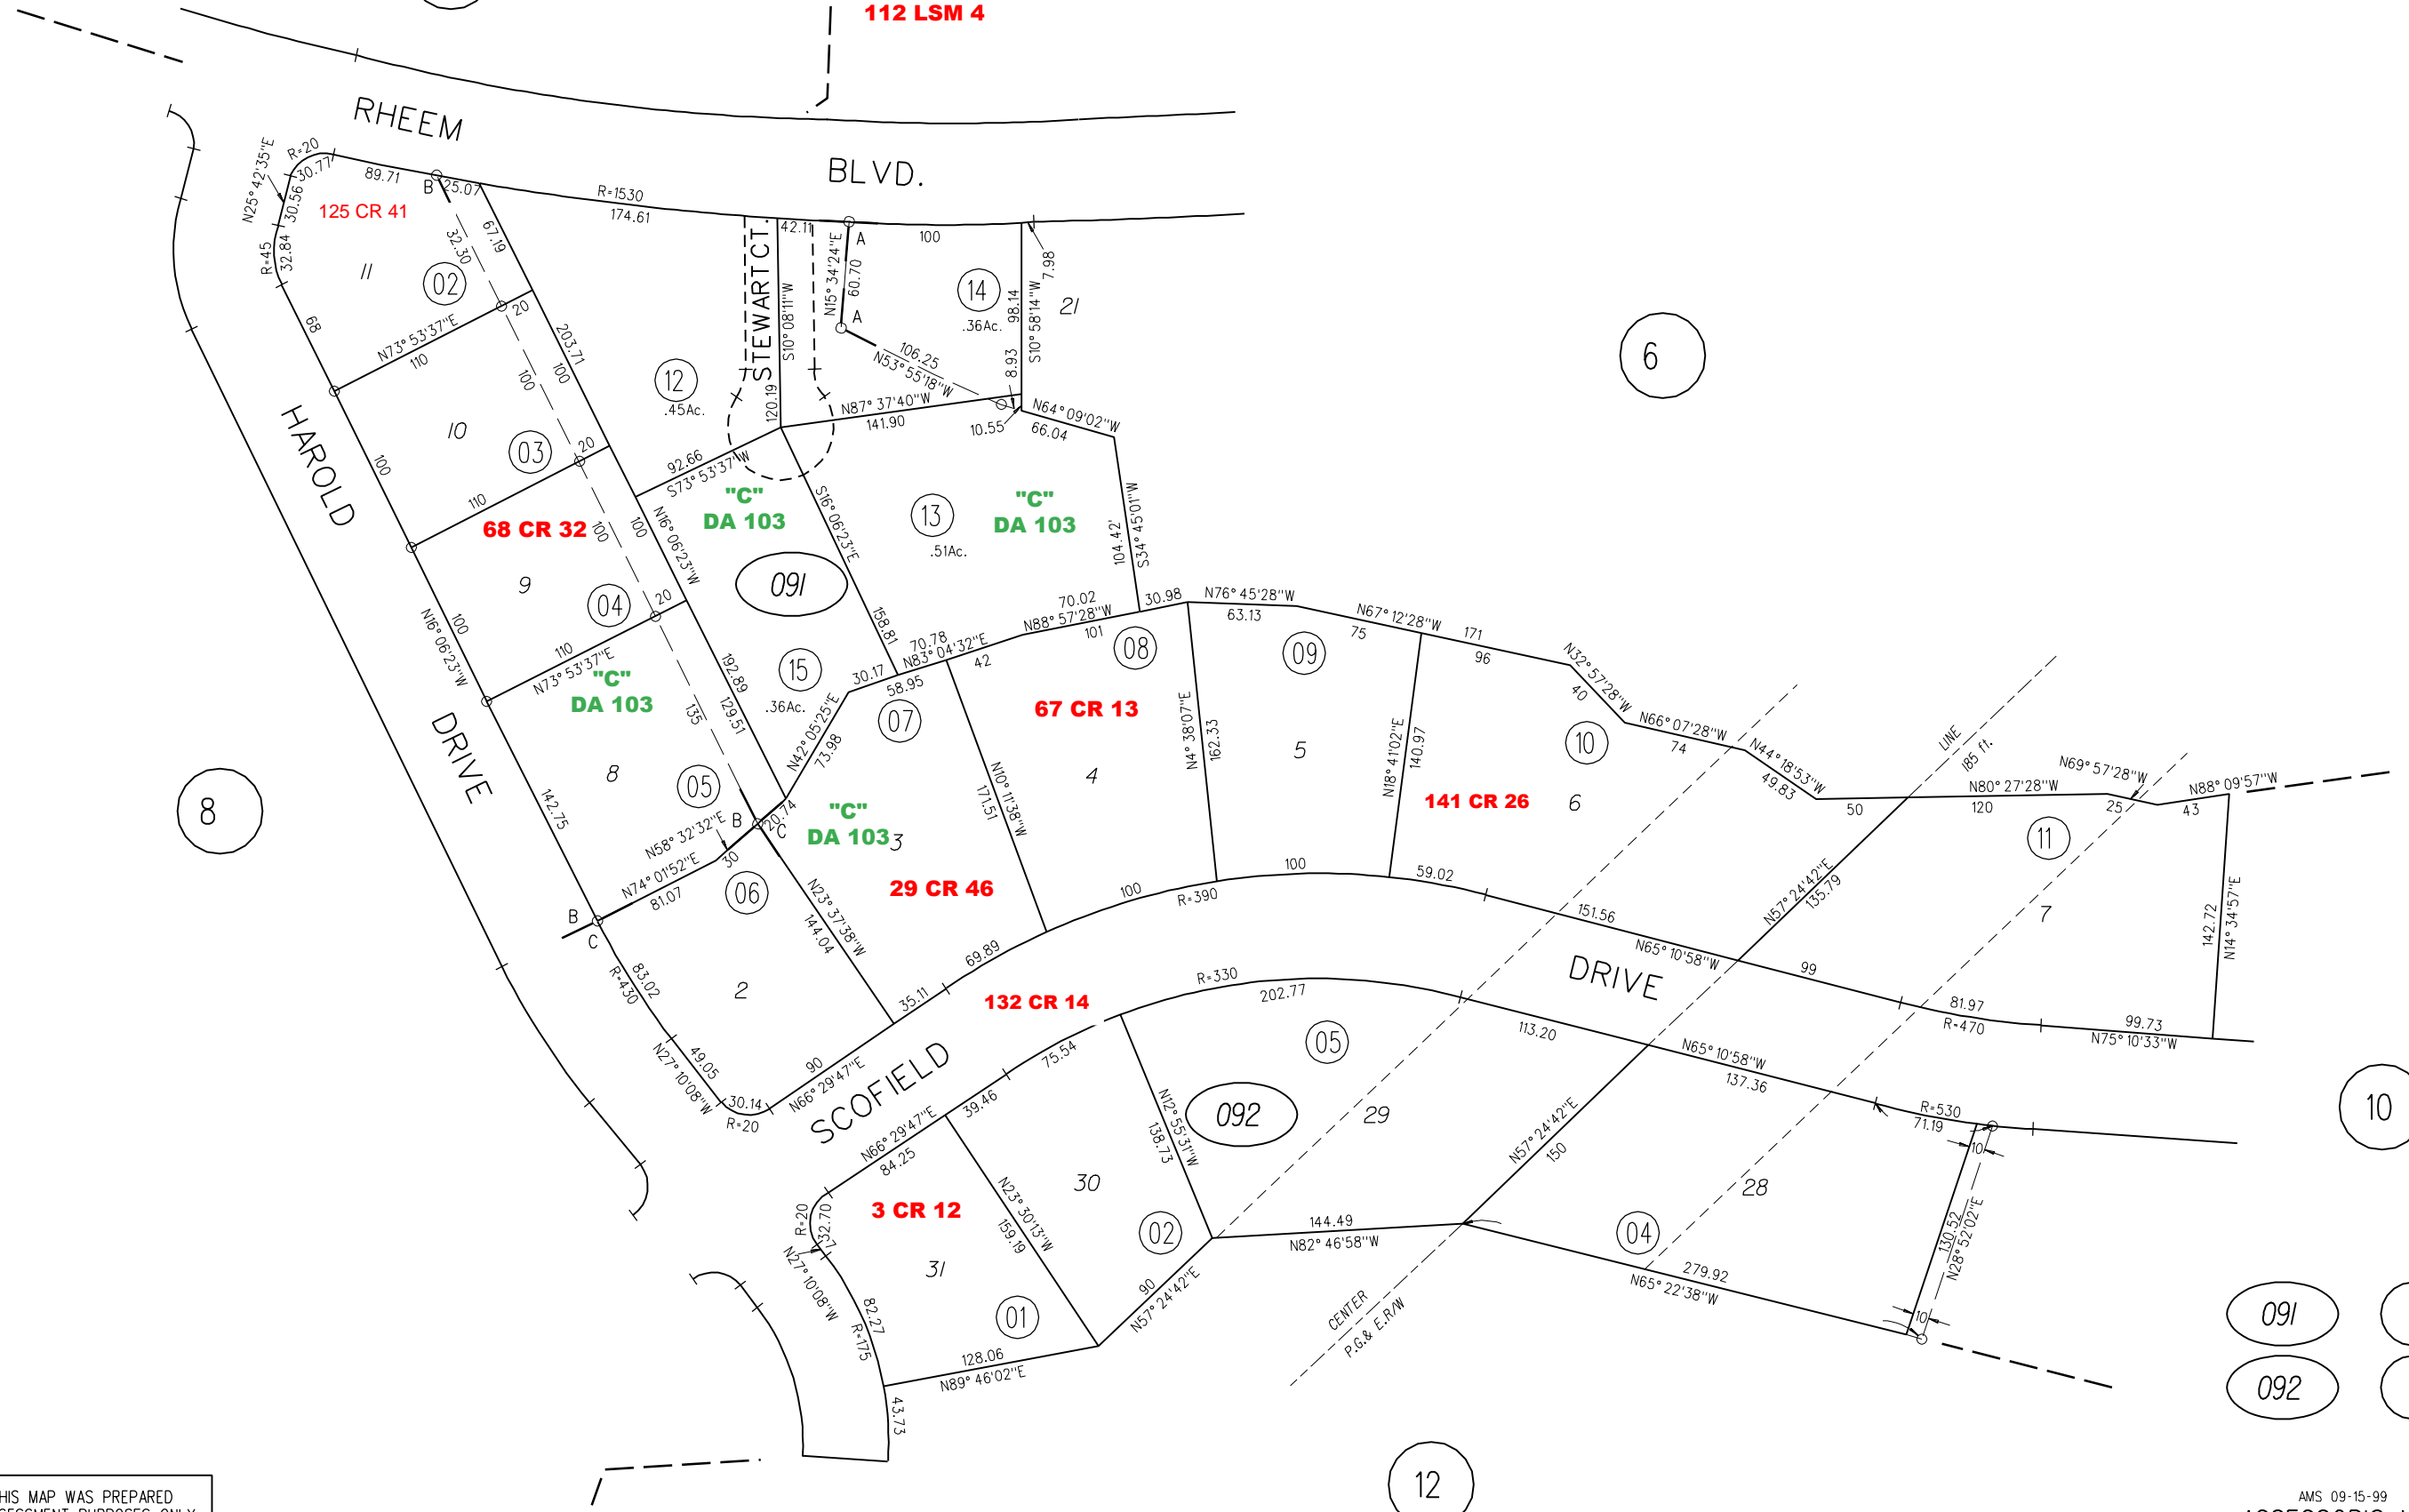 112 LSM 4
RHEEM
BLVD.
N25°42'35"E
R=20
30.77
89.71
B
25.07
R=1530
174.61
42.11
A
100
30.56
125 CR 41
R=45
32.84
11
02
32.30
67.19
STEWART CT.
N15° 34'24"E
60.70
A
S10° 08'11"W
14
.36Ac.
7.98
98.14
S10° 58'14"W
21
8.93
106.25
N53°55'18"W
6
68
N73° 53'37"E
110
20
203.71
100
100
12
.45Ac.
120.19
N87° 37'40"W
141.90
10.55
N64° 09'02"W
66.04
HAROLD
10
03
20
100
110
92.66
S73° 53'37"W
"C"
DA 103
S16° 06'23"E
13
.51Ac.
"C"
DA 103
104.42'
S34° 45'01"W
68 CR 32
100
100
N16° 06'23"W
9
04
20
091
100
N16° 06'23"W
110
N73° 53'37"E
"C"
DA 103
192.89
129.51
135
15
.36Ac.
158.81
30.17
70.78
N83° 04'32"E
58.95
42
70.02
N88° 57'28"W
101
30.98
08
N76° 45'28"W
63.13
N67° 12'28"W
75
171
96
09
N32° 57'28"W
40
N66° 07'28"W
74
N44° 18'53"W
49.83
50
LINE
185 ft.
N80° 27'28"W
120
N69° 57'28"W
25
N88° 09'57"W
43
DRIVE
8
8
05
142.75
N42° 05'25"E
73.98
07
67 CR 13
4
N4° 38'07"E
162.33
5
N18° 41'02"E
140.97
10
141 CR 26
6
11
B
C
20.74
"C"
DA 103
3
N10° 11'38"W
171.51
N58° 32'32"E
30
N74° 01'52"E
81.07
06
29 CR 46
N23° 37'38"W
144.04
B
C
100
R=390
100
59.02
151.56
N65° 10'58"W
N57° 24'42"E
135.79
7
142.72
N14° 34'57"E
83.02
R=430
2
69.89
35.11
132 CR 14
R=330
202.77
DRIVE
99
81.97
R=470
99.73
N75° 10'33"W
N27° 10'08"W
49.05
30.14
R=20
90
N66° 29'47"E
SCOFIELD
75.54
39.46
05
113.20
N65° 10'58"W
137.36
R=530
71.19
10
10
N66° 29'47"E
84.25
N12° 55'31"W
138.73
092
29
N57° 24'42"E
150
28
30
3 CR 12
R=20
32.70
N27° 10'08"W
N23° 30'13"W
159.19
02
144.49
N82° 46'58"W
04
130.52
N28° 52'02"E
31
01
90
N57° 24'42"E
CENTER
P.G.& E.R/W
279.92
N65° 22'38"W
10
82.27
R=175
128.06
N89° 46'02"E
43.73
091
092
12
HIS MAP WAS PREPARED
AMS 09-15-99